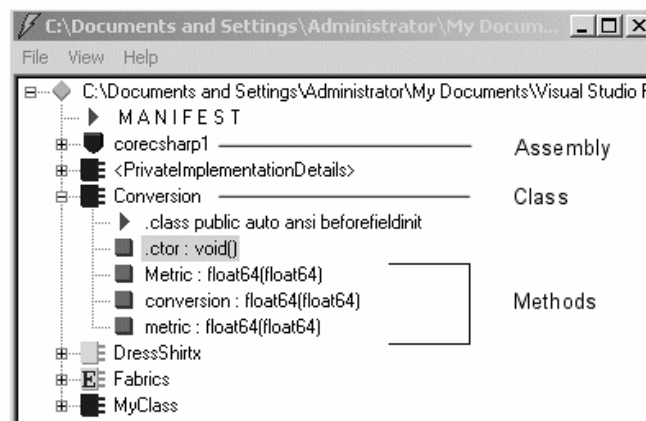 C:\Documents and Settings\Administrator\My Docum...
File View Help
C:\Documents and Settings\Administrator\My Documents\Visual Studio P
M A N I F E S T
corecsharp1 Assembly
<PrivateImplementationDetails>
Conversion Class
.class public auto ansi beforefieldinit
.ctor : void()
Metric : float64(float64)
conversion : float64(float64) Methods
metric : float64(float64)
DressShirtx
E Fabrics
MyClass